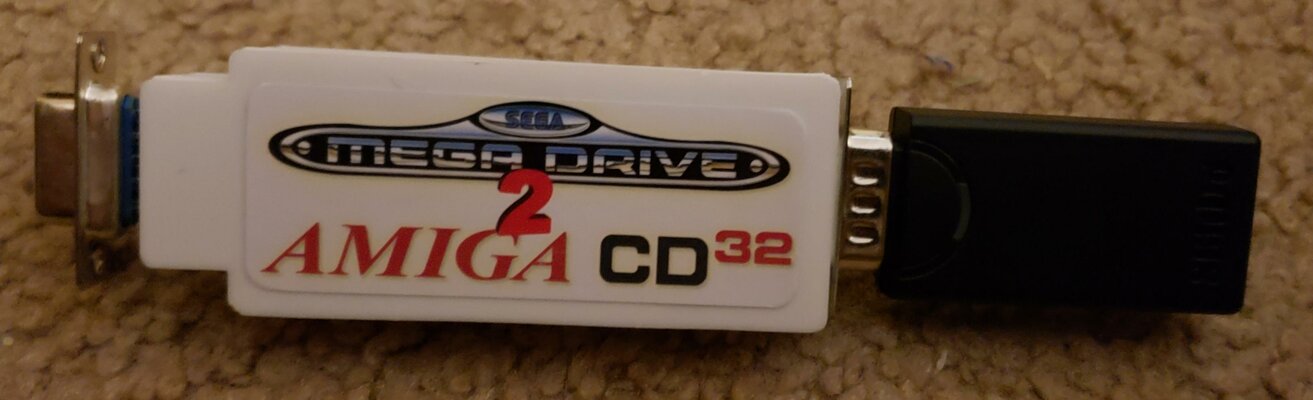 SEGA
MEGA DRIVE
2
AMIGA CD32